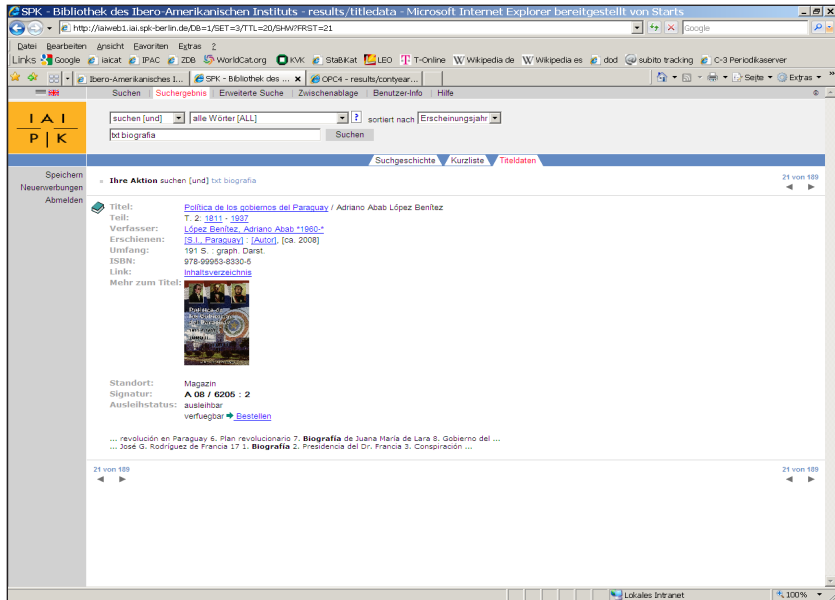 SPK - Bibliothek des Ibero-Amerikanischen Instituts - results/titledata - Microsoft Internet Explorer bereitgestellt von Starts
http://iaiweb1.iai.spk-berlin.de/DB=1/SET=3/TTL=20/SHW?FRST=21
Google
Datei Bearbeiten Ansicht Favoriten Extras ?
Links Google iaicat IPAC ZDB WorldCat.org KVK StaBiKat LEO T-Online Wikipedia de Wikipedia es dod subito tracking C-3 Periodikaserver
Ibero-Amerikanisches I... SPK - Bibliothek des ... OPC4 - results/contyear...
Seite Extras
Suchen Suchergebnis Erweiterte Suche Zwischenablage Benutzer-Info Hilfe
I A I
P | K
suchen [und] alle Wörter [ALL] ? sortiert nach Erscheinungsjahr
txt biografia Suchen
Suchgeschichte Kurzliste Titeldaten
Speichern
Neuerwerbungen
Abmelden
Ihre Aktion suchen [und] txt biografia
21 von 189
Titel: Política de los gobiernos del Paraguay / Adriano Abab López Benítez
Teil: T. 2: 1811 - 1937
Verfasser: López Benítez, Adriano Abab *1960-*
Erschienen: [S.l., Paraguay] : [Autor], [ca. 2008]
Umfang: 191 S. : graph. Darst.
ISBN: 978-99953-8330-5
Link: Inhaltsverzeichnis
Mehr zum Titel:
Standort: Magazin
Signatur: A 08 / 6205 : 2
Ausleihstatus: ausleihbar
verfuegbar Bestellen
... revolución en Paraguay 6. Plan revolucionario 7. Biografía de Juana María de Lara 8. Gobierno del ...
... José G. Rodríguez de Francia 17 1. Biografía 2. Presidencia del Dr. Francia 3. Conspiración ...
21 von 189
21 von 189
Lokales Intranet
100%